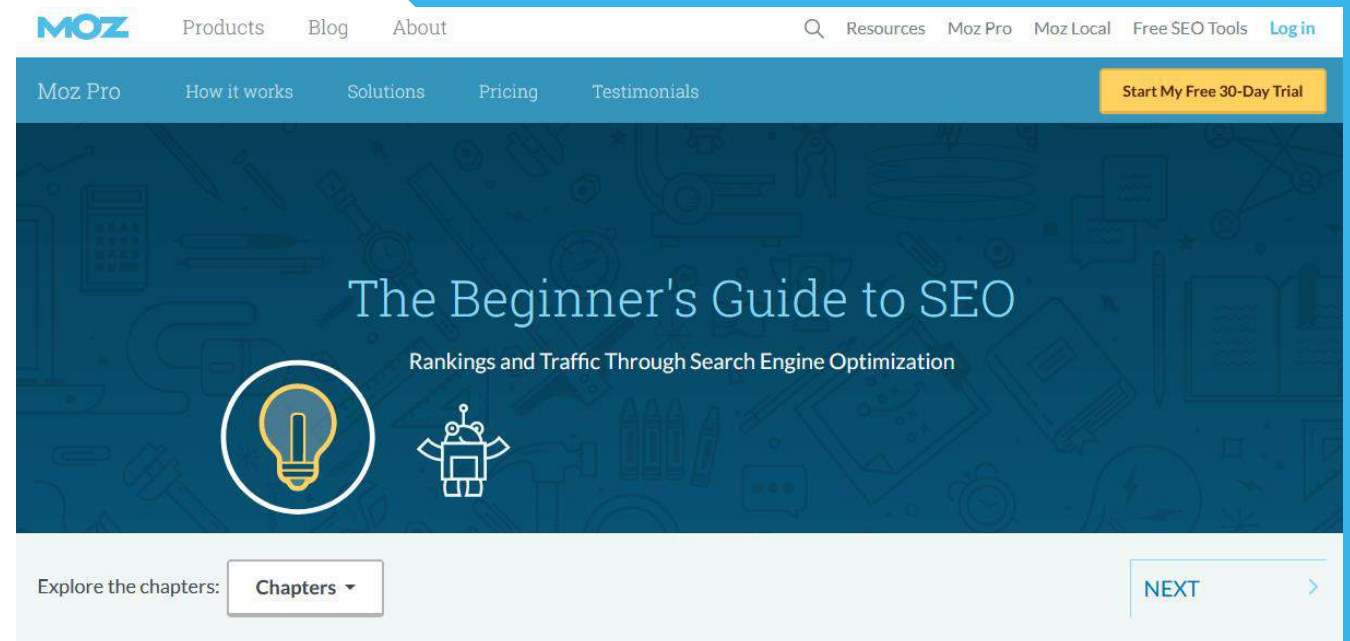 MOZ Products Blog About Resources Moz Pro Moz Local Free SEO Tools Log in
Moz Pro How it works Solutions Pricing Testimonials Start My Free 30-Day Trial
The Beginner's Guide to SEO
Rankings and Traffic Through Search Engine Optimization
Explore the chapters: Chapters NEXT